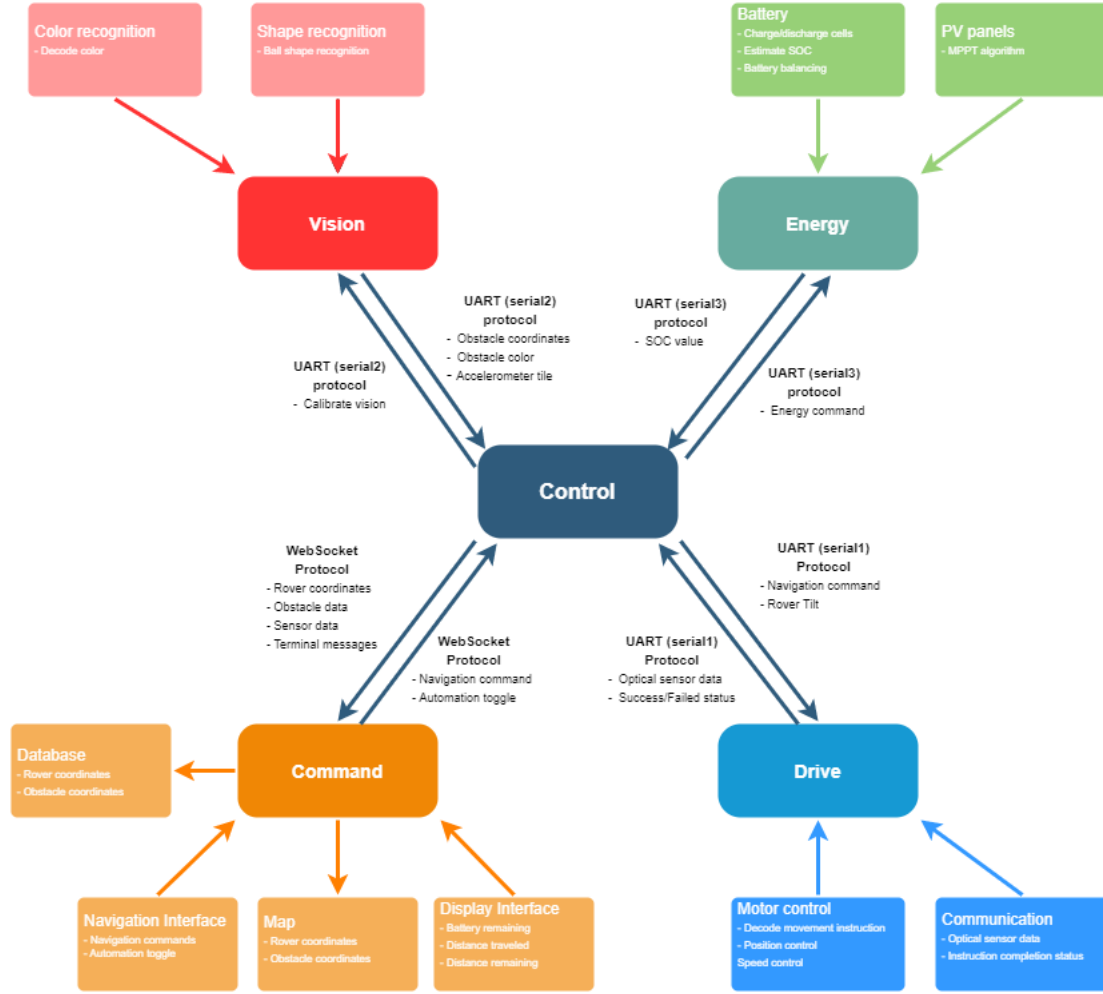 Color recognition
- Decode color
Shape recognition
- Ball shape recognition
Battery
- Charge/discharge cells
- Estimate SOC
- Battery balancing
PV panels
- MPPT algorithm
Vision
Energy
UART (serial2)
protocol
- Obstacle coordinates
- Obstacle color
- Accelerometer tile
UART (serial2)
protocol
- Calibrate vision
UART (serial3)
protocol
- SOC value
UART (serial3)
protocol
- Energy command
Control
WebSocket
Protocol
- Rover coordinates
- Obstacle data
- Sensor data
- Terminal messages
WebSocket
Protocol
- Navigation command
- Automation toggle
UART (serial1)
Protocol
- Optical sensor data
- Success/Failed status
UART (serial1)
Protocol
- Navigation command
- Rover Tilt
Database
- Rover coordinates
- Obstacle coordinates
Command
Drive
Navigation Interface
- Navigation commands
- Automation toggle
Map
- Rover coordinates
- Obstacle coordinates
Display Interface
- Battery remaining
- Distance traveled
- Distance remaining
Motor control
- Decode movement instruction
- Position control
Speed control
Communication
- Optical sensor data
- Instruction completion status